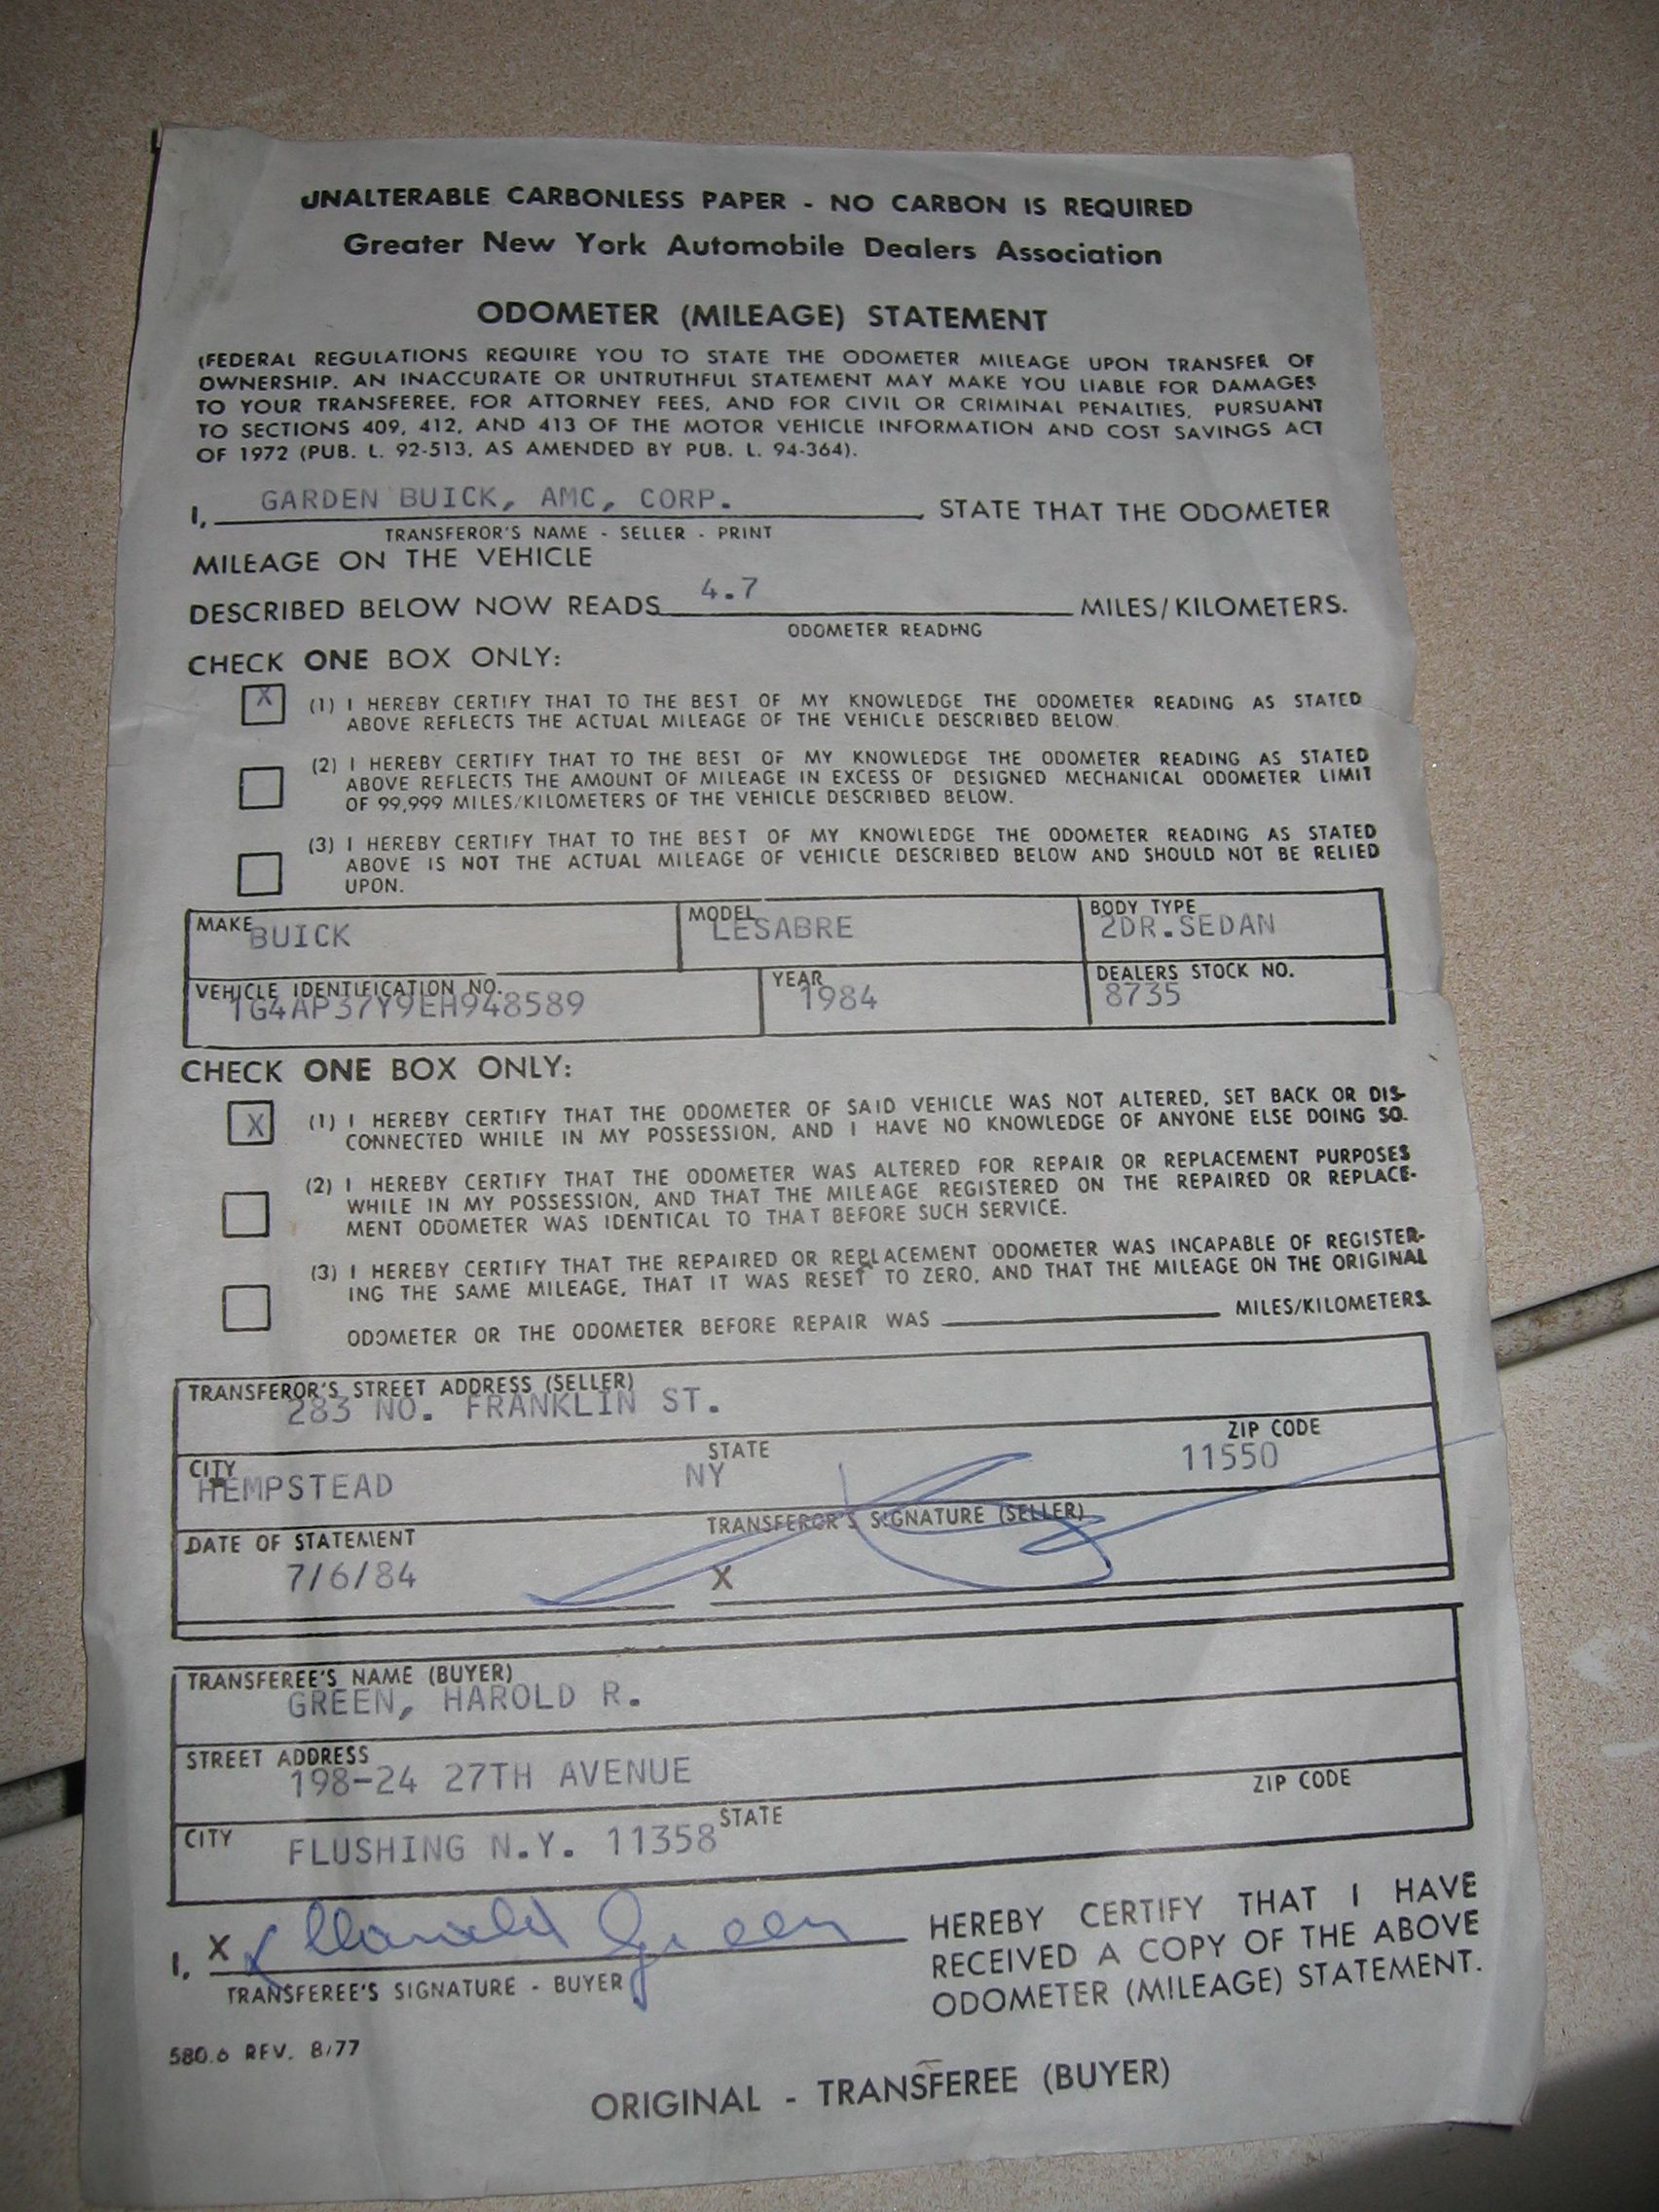 UNALTERABLE CARBONLESS PAPER - NO CARBON IS REQUIRED
Greater New York Automobile Dealers Association
ODOMETER (MILEAGE) STATEMENT
(FEDERAL REGULATIONS REQUIRE YOU TO STATE THE ODOMETER MILEAGE UPON TRANSFER OF
OWNERSHIP. AN INACCURATE OR UNTRUTHFUL STATEMENT MAY MAKE YOU LIABLE FOR DAMAGES
TO YOUR TRANSFEREE, FOR ATTORNEY FEES, AND FOR CIVIL OR CRIMINAL PENALTIES, PURSUANT
TO SECTIONS 409, 412, AND 413 OF THE MOTOR VEHICLE INFORMATION AND COST SAVINGS ACT
OF 1972 (PUB. L. 92-513, AS AMENDED BY PUB. L. 94-364).
I, GARDEN BUICK, AMC, CORP. , STATE THAT THE ODOMETER
TRANSFEROR'S NAME - SELLER - PRINT
MILEAGE ON THE VEHICLE
DESCRIBED BELOW NOW READS 4.7 MILES/KILOMETERS.
ODOMETER READING
CHECK ONE BOX ONLY:
X (1) I HEREBY CERTIFY THAT TO THE BEST OF MY KNOWLEDGE THE ODOMETER READING AS STATED
ABOVE REFLECTS THE ACTUAL MILEAGE OF THE VEHICLE DESCRIBED BELOW.
(2) I HEREBY CERTIFY THAT TO THE BEST OF MY KNOWLEDGE THE ODOMETER READING AS STATED
ABOVE REFLECTS THE AMOUNT OF MILEAGE IN EXCESS OF DESIGNED MECHANICAL ODOMETER LIMIT
OF 99,999 MILES/KILOMETERS OF THE VEHICLE DESCRIBED BELOW.
(3) I HEREBY CERTIFY THAT TO THE BEST OF MY KNOWLEDGE THE ODOMETER READING AS STATED
ABOVE IS NOT THE ACTUAL MILEAGE OF VEHICLE DESCRIBED BELOW AND SHOULD NOT BE RELIED
UPON.
MAKE MODEL BODY TYPE
BUICK LESABRE 2DR.SEDAN
VEHICLE IDENTIFICATION NO. YEAR DEALERS STOCK NO.
1G4AP37Y9EH948589 1984 8735
CHECK ONE BOX ONLY:
X (1) I HEREBY CERTIFY THAT THE ODOMETER OF SAID VEHICLE WAS NOT ALTERED, SET BACK OR DIS-
CONNECTED WHILE IN MY POSSESSION, AND I HAVE NO KNOWLEDGE OF ANYONE ELSE DOING SO.
(2) I HEREBY CERTIFY THAT THE ODOMETER WAS ALTERED FOR REPAIR OR REPLACEMENT PURPOSES
WHILE IN MY POSSESSION, AND THAT THE MILEAGE REGISTERED ON THE REPAIRED OR REPLACE-
MENT ODOMETER WAS IDENTICAL TO THAT BEFORE SUCH SERVICE.
(3) I HEREBY CERTIFY THAT THE REPAIRED OR REPLACEMENT ODOMETER WAS INCAPABLE OF REGISTER-
ING THE SAME MILEAGE, THAT IT WAS RESET TO ZERO, AND THAT THE MILEAGE ON THE ORIGINAL
ODOMETER OR THE ODOMETER BEFORE REPAIR WAS MILES/KILOMETERS.
TRANSFEROR'S STREET ADDRESS (SELLER)
283 NO. FRANKLIN ST.
CITY STATE ZIP CODE
HEMPSTEAD NY 11550
DATE OF STATEMENT TRANSFEROR'S SIGNATURE (SELLER)
7/6/84 X
TRANSFEREE'S NAME (BUYER)
GREEN, HAROLD R.
STREET ADDRESS
198-24 27TH AVENUE
CITY STATE ZIP CODE
FLUSHING N.Y. 11358
I, X Harold Green HEREBY CERTIFY THAT I HAVE
RECEIVED A COPY OF THE ABOVE
ODOMETER (MILEAGE) STATEMENT.
TRANSFEREE'S SIGNATURE - BUYER
580.6 REV. 8/77
ORIGINAL - TRANSFEREE (BUYER)